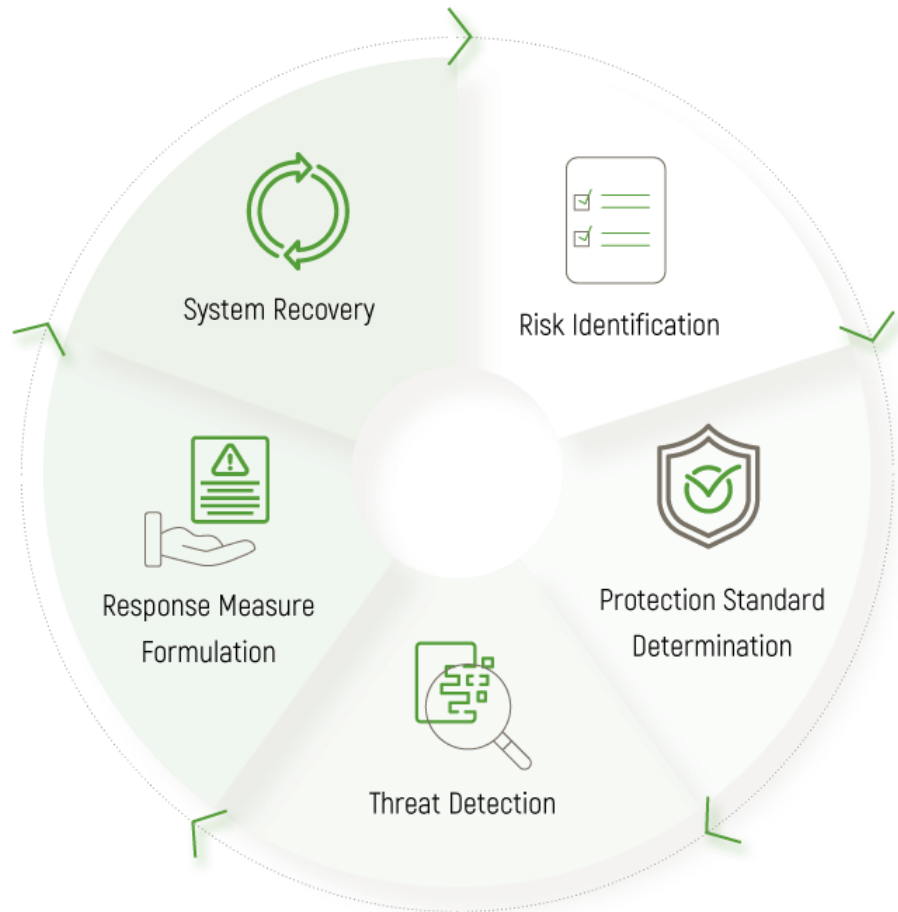 System Recovery
Risk Identification
Protection Standard
Determination
Threat Detection
Response Measure
Formulation